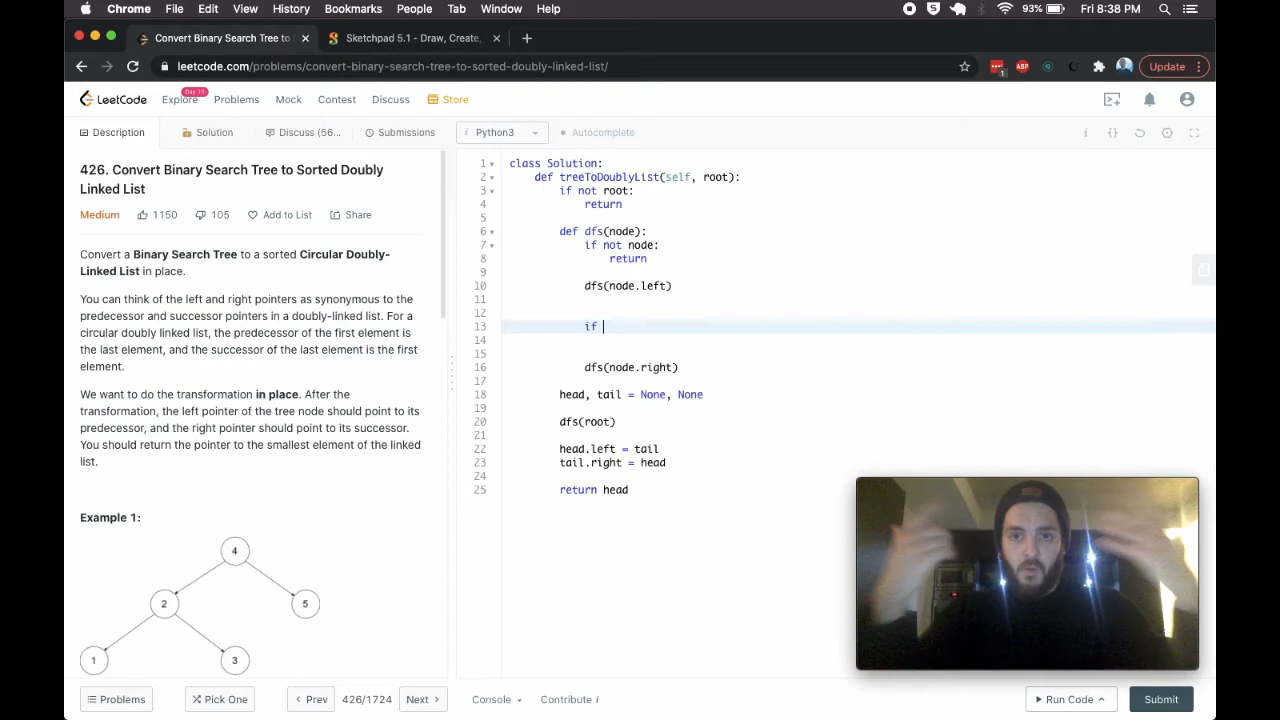 Chrome File Edit View History Bookmarks People Tab Window Help 93% Fri 8:38 PM
Convert Binary Search Tree to Sketchpad 5.1 - Draw, Create,
leetcode.com/problems/convert-binary-search-tree-to-sorted-doubly-linked-list/ 1 ABP Update
LeetCode Explore Day 15 Problems Mock Contest Discuss Store
Description Solution Discuss (56... Submissions i Python3 Autocomplete
426. Convert Binary Search Tree to Sorted Doubly
Linked List
Medium 1150 105 Add to List Share
Convert a Binary Search Tree to a sorted Circular Doubly-
Linked List in place.
You can think of the left and right pointers as synonymous to the
predecessor and successor pointers in a doubly-linked list. For a
circular doubly linked list, the predecessor of the first element is
the last element, and the successor of the last element is the first
element.
We want to do the transformation in place. After the
transformation, the left pointer of the tree node should point to its
predecessor, and the right pointer should point to its successor.
You should return the pointer to the smallest element of the linked
list.
Example 1:
4
2 5
1 3
1 class Solution:
2 def treeToDoublyList(self, root):
3 if not root:
4 return
5
6 def dfs(node):
7 if not node:
8 return
9
10 dfs(node.left)
11
12
13 if
14
15
16 dfs(node.right)
17
18 head, tail = None, None
19
20 dfs(root)
21
22 head.left = tail
23 tail.right = head
24
25 return head
Problems Pick One Prev 426/1724 Next Console Contribute i Run Code Submit